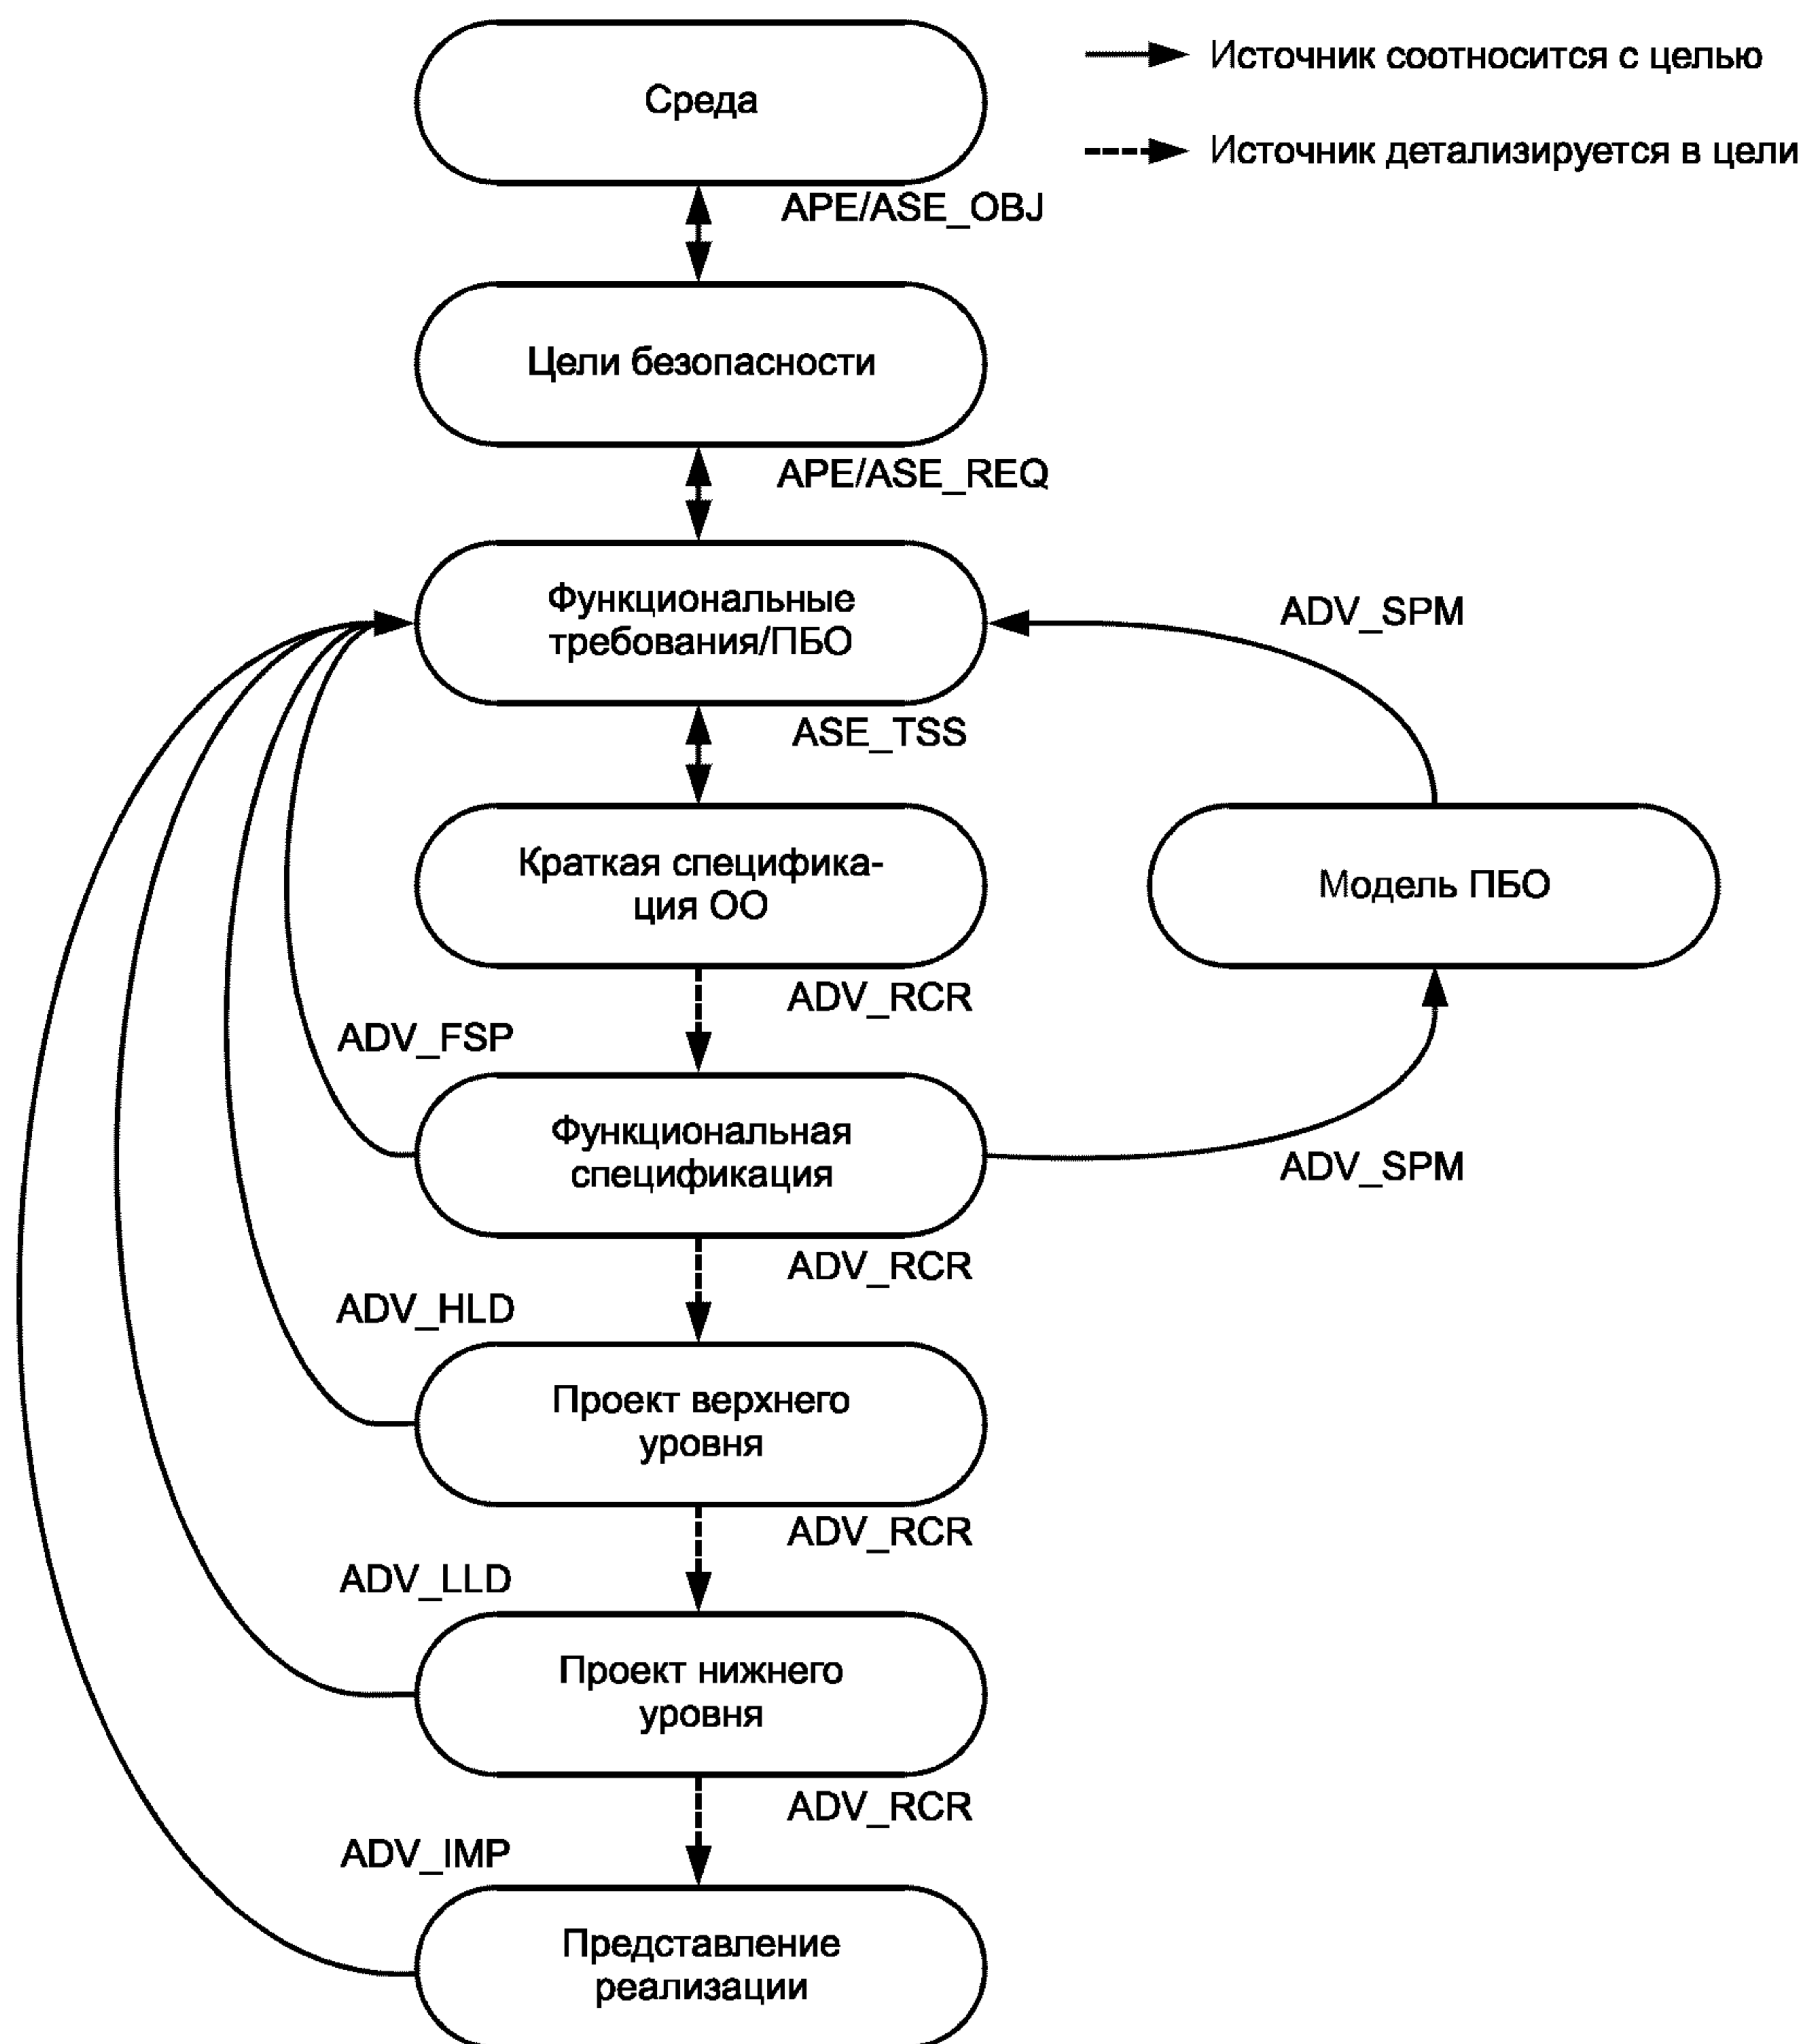 Среда
Источник соотносится с целью
Источник детализируется в цели
APE/ASE_OBJ
Цели безопасности
APE/ASE_REQ
Функциональные
требования/ПБО
ADV_SPM
ASE_TSS
Краткая специфика-
ция ОО
Модель ПБО
ADV_RCR
ADV_FSP
Функциональная
спецификация
ADV_SPM
ADV_RCR
ADV_HLD
Проект верхнего
уровня
ADV_RCR
ADV_LLD
Проект нижнего
уровня
ADV_RCR
ADV_IMP
Представление
реализации